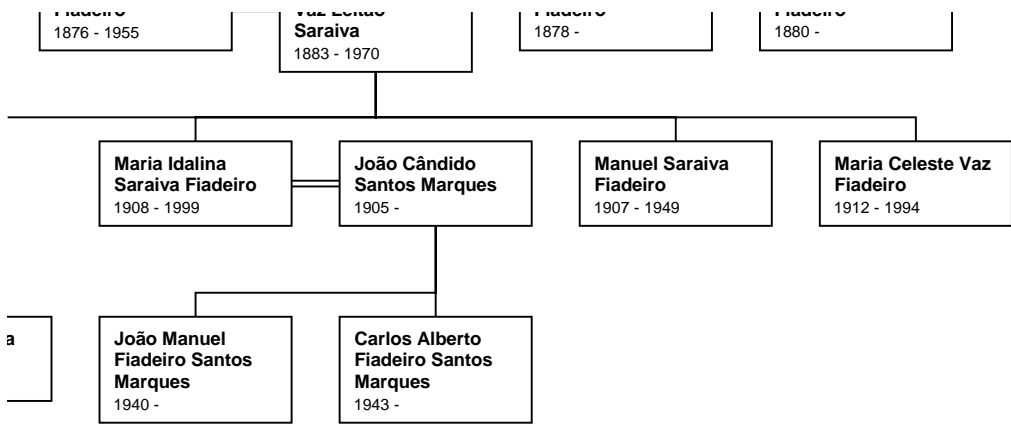 Fiadeiro
1876 - 1955
Vaz Leitão
Saraiva
1883 - 1970
Fiadeiro
1878 -
Fiadeiro
1880 -
Maria Idalina
Saraiva Fiadeiro
1908 - 1999
João Cândido
Santos Marques
1905 -
Manuel Saraiva
Fiadeiro
1907 - 1949
Maria Celeste Vaz
Fiadeiro
1912 - 1994
a
João Manuel
Fiadeiro Santos
Marques
1940 -
Carlos Alberto
Fiadeiro Santos
Marques
1943 -